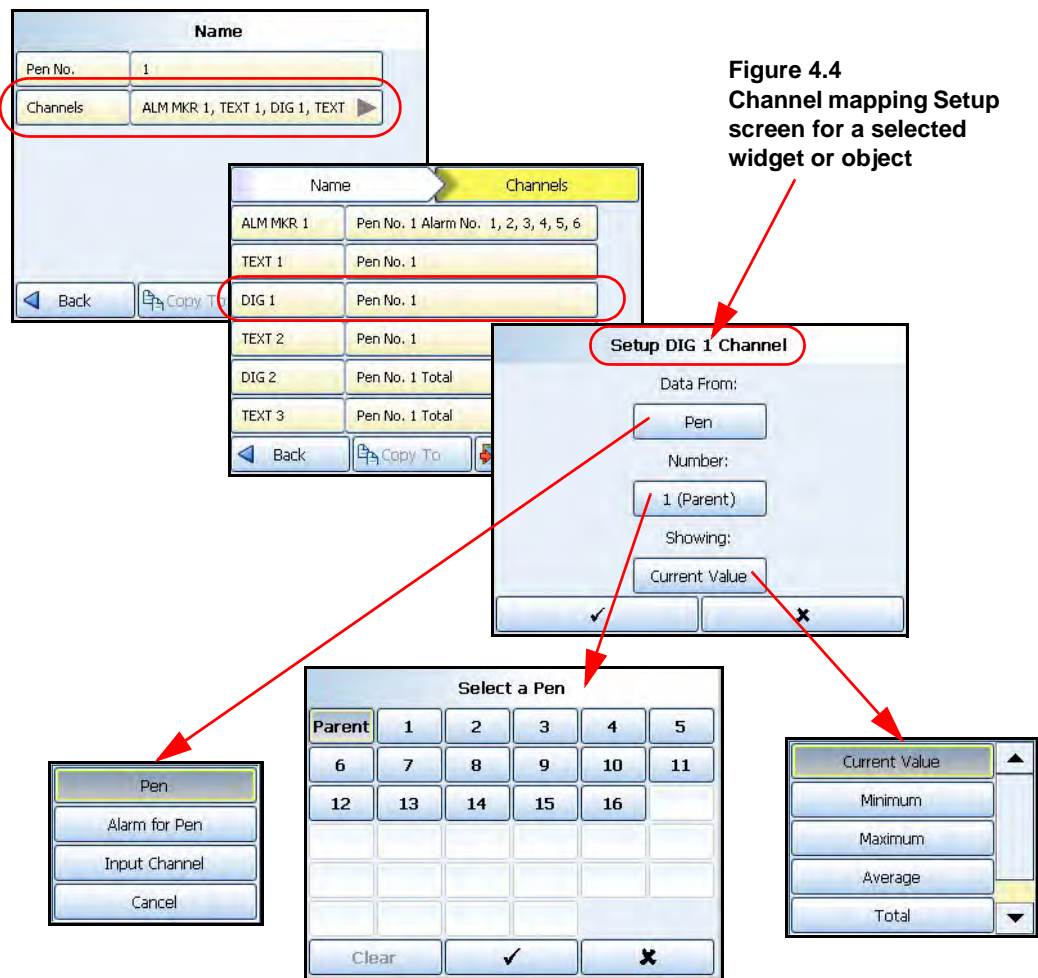 Name
Pen No. 1
Channels ALM MKR 1, TEXT 1, DIG 1, TEXT
Back Copy To
Figure 4.4
Channel mapping Setup
screen for a selected
widget or object
Name Channels
ALM MKR 1 Pen No. 1 Alarm No. 1, 2, 3, 4, 5, 6
TEXT 1 Pen No. 1
DIG 1 Pen No. 1
TEXT 2 Pen No. 1
DIG 2 Pen No. 1 Total
TEXT 3 Pen No. 1 Total
Back Copy To
Setup DIG 1 Channel
Data From:
Pen
Number:
1 (Parent)
Showing:
Current Value
Pen
Alarm for Pen
Input Channel
Cancel
Select a Pen
Parent 1 2 3 4 5
6 7 8 9 10 11
12 13 14 15 16
Clear
Current Value
Minimum
Maximum
Average
Total